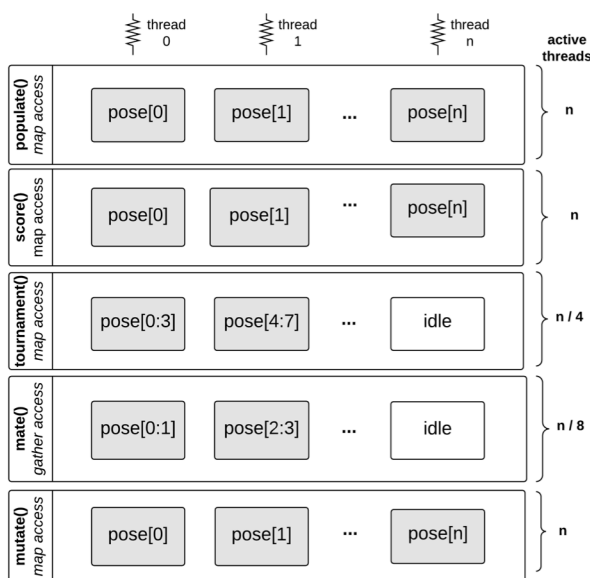 thread
0
thread
1
thread
n
active
threads
populate()
map access
pose[0]
pose[1]
...
pose[n]
n
score()
map access
pose[0]
pose[1]
...
pose[n]
n
tournament()
map access
pose[0:3]
pose[4:7]
...
idle
n / 4
mate()
gather access
pose[0:1]
pose[2:3]
...
idle
n / 8
mutate()
map access
pose[0]
pose[1]
...
pose[n]
n